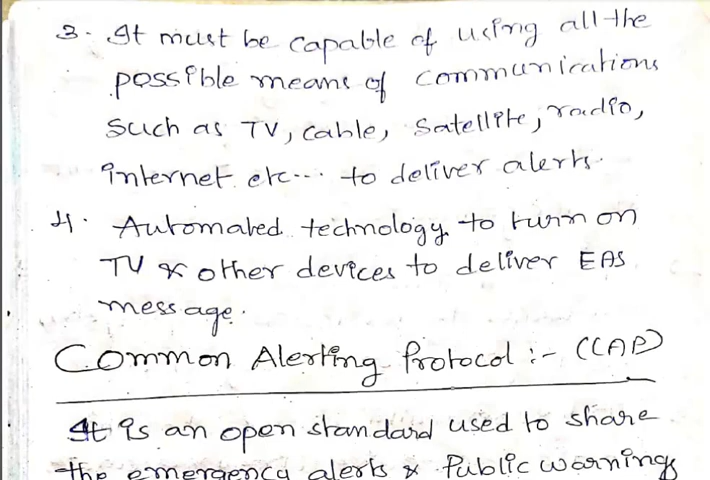 3. It must be capable of using all the
possible means of communications
such as TV, cable, satellite, radio,
internet etc... to deliver alerts.
4. Automated technology to turn on
TV & other devices to deliver EAS
message.
Common Alerting Protocol :- (CAP)
It is an open standard used to share
the emergency alerts & Public warnings